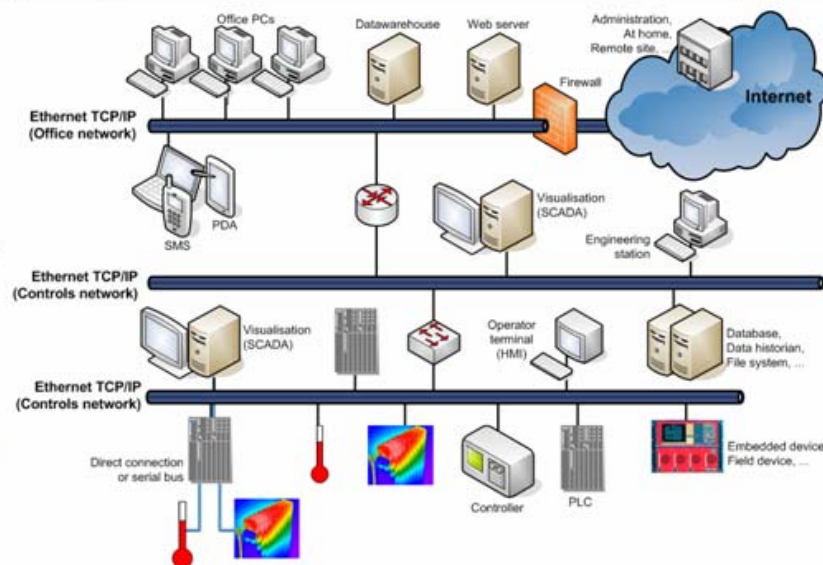 Office PCs
Datawarehouse
Web server
Administration,
At home,
Remote site, ...
Firewall
Internet
Ethernet TCP/IP
(Office network)
SMS
PDA
Visualisation
(SCADA)
Engineering
station
Ethernet TCP/IP
(Controls network)
Visualisation
(SCADA)
Operator
terminal
(HMI)
Database,
Data historian,
File system, ...
Ethernet TCP/IP
(Controls network)
Direct connection
or serial bus
Controller
PLC
Embedded device
Field device, ...